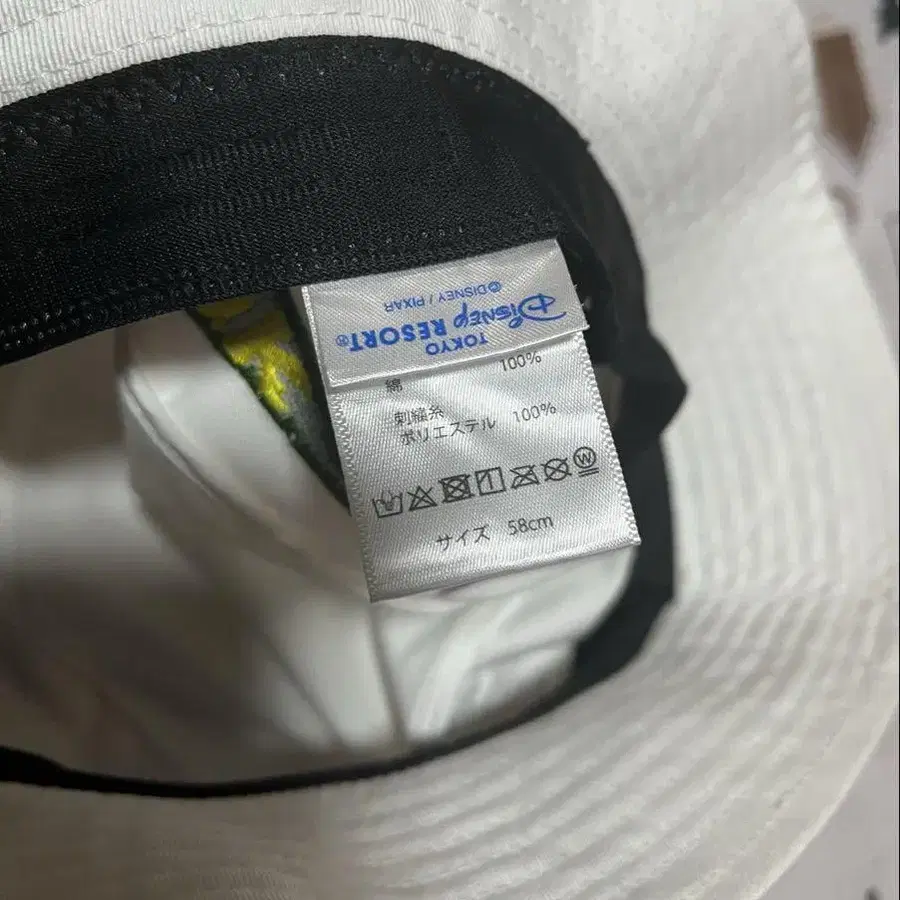 TOKYO
Disney RESORT®
©DISNEY / PIXAR
綿 100%
刺繍糸
ポリエステル 100%
W
サイズ 58cm